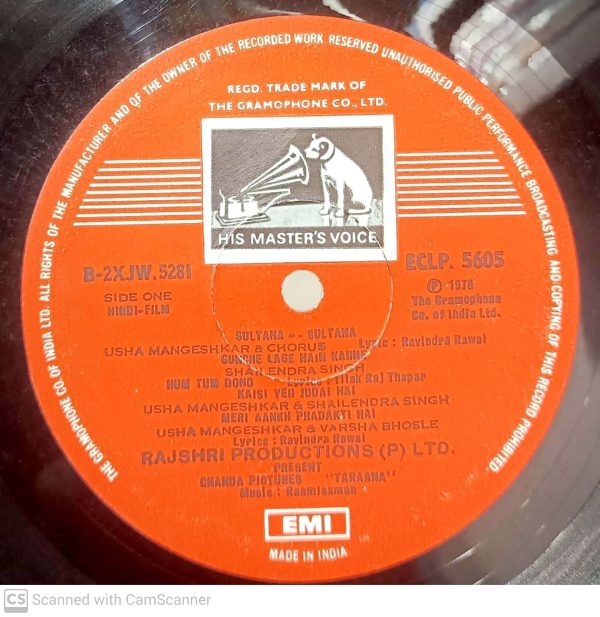 THE GRAMOPHONE CO. OF INDIA LTD. ALL RIGHTS OF THE MANUFACTURER AND OF THE OWNER OF THE RECORDED WORK RESERVED UNAUTHORISED PUBLIC PERFORMANCE BROADCASTING AND COPYING OF THIS RECORD PROHIBITED.
REGD. TRADE MARK OF
THE GRAMOPHONE CO., LTD.
HIS MASTER'S VOICE
B-2XJW.5281
ECLP. 5605
SIDE ONE
HINDI-FILM
Ⓟ 1978
The Gramophone
Co. of India Ltd.
SULTANA -- SULTANA
USHA MANGESHKAR & CHORUS Lyric : Ravindra Rawal
GUNCHE LAGE HAIN KAHNE
SHAILENDRA SINGH
HUM TUM DONO Lyric : Tilak Raj Thapar
KAISI YEH JUDAI HAI
USHA MANGESHKAR & SHAILENDRA SINGH
MERI AANKH PHADAKTI HAI
USHA MANGESHKAR & VARSHA BHOSLE
Lyrics : Ravindra Rawal
RAJSHRI PRODUCTIONS (P) LTD.
PRESENT
CHANDA PICTURES "TARAANA"
Music : Raamlaxman
EMI
MADE IN INDIA
CS Scanned with CamScanner